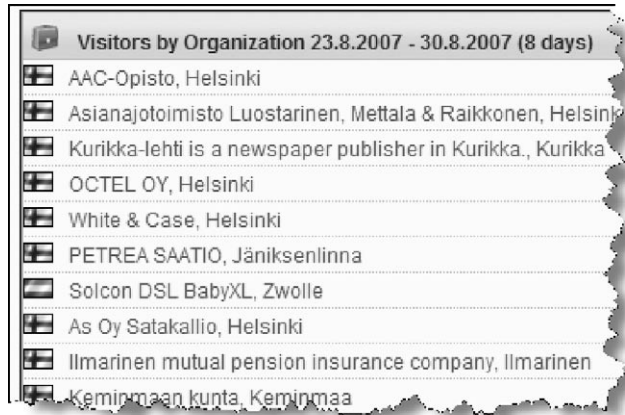 Visitors by Organization 23.8.2007 - 30.8.2007 (8 days)
AAC-Opisto, Helsinki
Asianajotoimisto Luostarinen, Mettala & Raikkonen, Helsink
Kurikka-lehti is a newspaper publisher in Kurikka., Kurikka
OCTEL OY, Helsinki
White & Case, Helsinki
PETREA SAATIO, Jäniksenlinna
Solcon DSL BabyXL, Zwolle
As Oy Satakallio, Helsinki
Ilmarinen mutual pension insurance company, Ilmarinen
Keminmaan kunta, Keminmaa